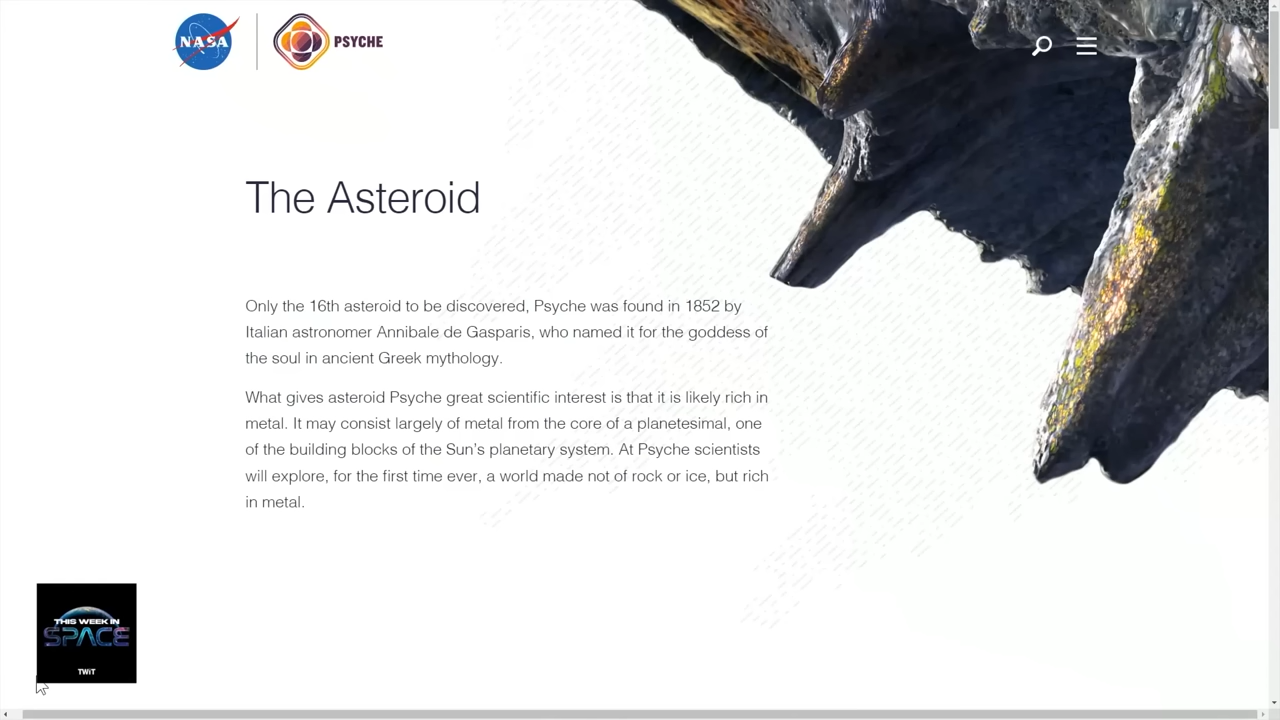 NASA
PSYCHE
The Asteroid
Only the 16th asteroid to be discovered, Psyche was found in 1852 by
Italian astronomer Annibale de Gasparis, who named it for the goddess of
the soul in ancient Greek mythology.
What gives asteroid Psyche great scientific interest is that it is likely rich in
metal. It may consist largely of metal from the core of a planetesimal, one
of the building blocks of the Sun's planetary system. At Psyche scientists
will explore, for the first time ever, a world made not of rock or ice, but rich
in metal.
THIS WEEK IN
SPACE
TWiT